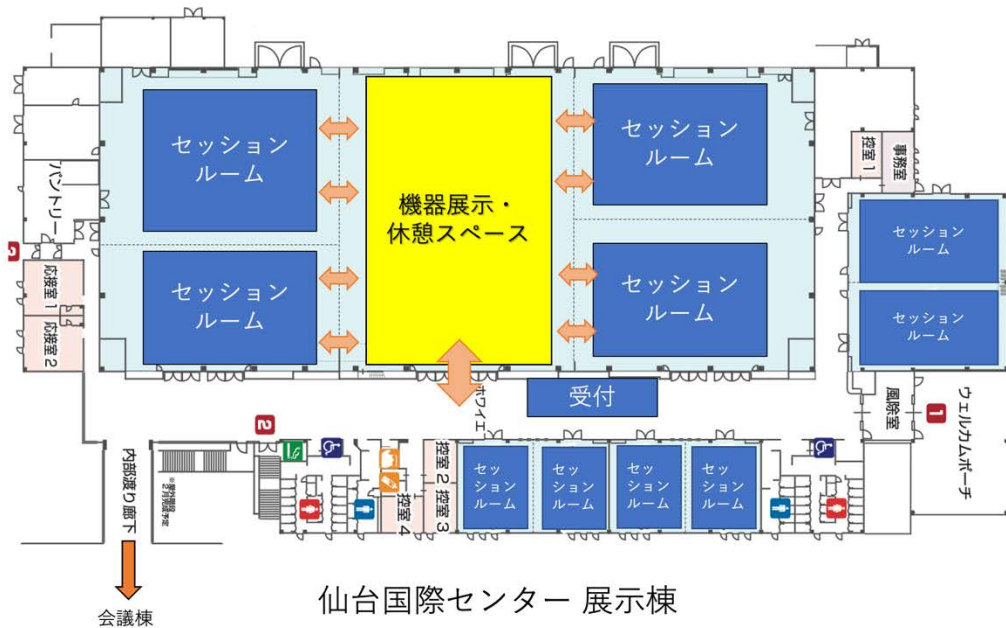 セッション
ルーム
機器展示・
休憩スペース
セッション
ルーム
控室1
事務室
パントリー
セッション
ルーム
セッション
ルーム
セッション
ルーム
セッション
ルーム
2
応接室1
応接室2
ホワイエ
受付
風除室
1
ウェルカムポーチ
2
内部渡り廊下
控室2
控室3
控室4
セッ
ションルーム
セッ
ションルーム
セッ
ションルーム
セッ
ションルーム
会議棟
仙台国際センター 展示棟